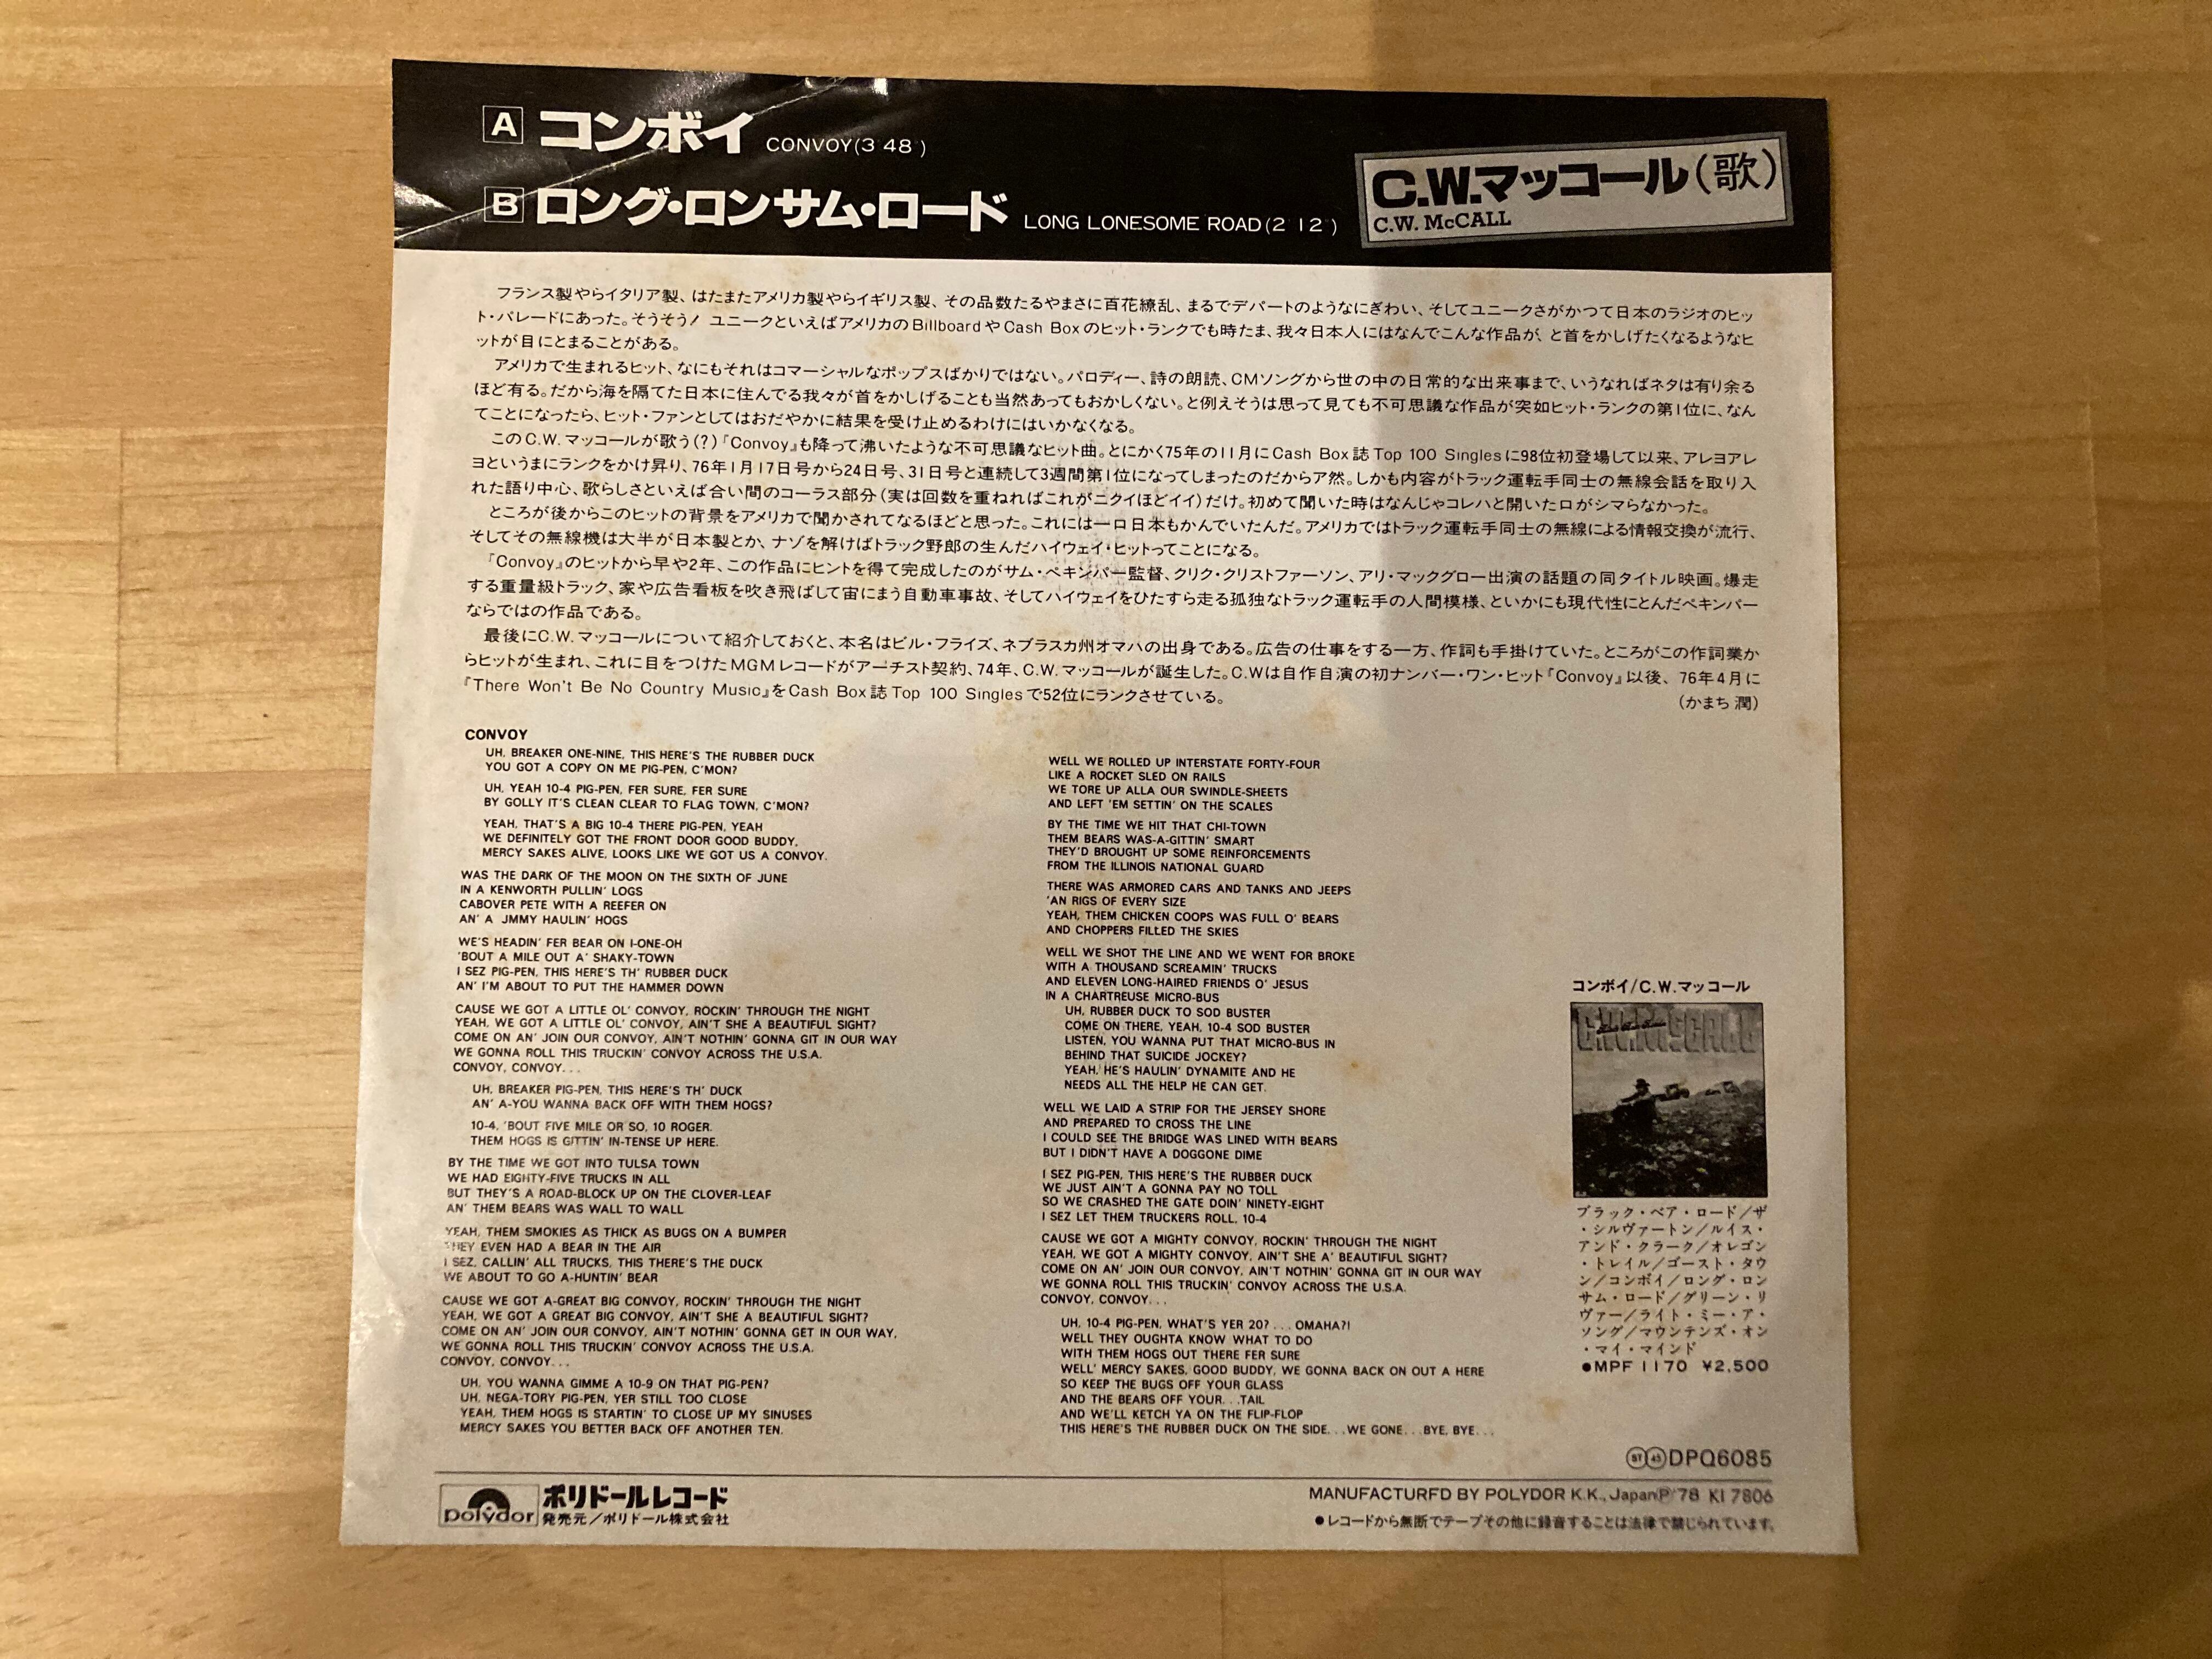 A コンボイ CONVOY(3′48″)
B ロング・ロンサム・ロード LONG LONESOME ROAD(2′12″)
C.W.マッコール(歌)
C.W. McCALL
フランス製やらイタリア製、はたまたアメリカ製やらイギリス製、その品数たるやまさに百花繚乱、まるでデパートのようなにぎわい、そしてユニークさがかつて日本のラジオのヒッ
ト・パレードにあった。そうそう! ユニークといえばアメリカのBillboardやCash Boxのヒット・ランクでも時たま、我々日本人にはなんでこんな作品が、と首をかしげたくなるようなヒ
ットが目にとまることがある。
アメリカで生まれるヒット、なにもそれはコマーシャルなポップスばかりではない。パロディー、詩の朗読、CMソングから世の中の日常的な出来事まで、いうなればネタは有り余る
ほど有る。だから海を隔てた日本に住んでる我々が首をかしげることも当然あってもおかしくない。と例えそうは思って見ても不可思議な作品が突如ヒット・ランクの第1位に、なん
てことになったら、ヒット・ファンとしてはおだやかに結果を受け止めるわけにはいかなくなる。
このC.W.マッコールが歌う(?)『Convoy』も降って沸いたような不可思議なヒット曲。とにかく75年の11月にCash Box誌Top 100 Singlesに98位初登場して以来、アレヨアレ
ヨというまにランクをかけ昇り、76年1月17日号から24日号、31日号と連続して3週間第1位になってしまったのだからア然。しかも内容がトラック運転手同士の無線会話を取り入
れた語り中心、歌らしさといえば合い間のコーラス部分(実は回数を重ねればこれがニクイほどイイ)だけ。初めて聞いた時はなんじゃコレハと開いた口がシマらなかった。
ところが後からこのヒットの背景をアメリカで聞かされてなるほどと思った。これには一口日本もかんでいたんだ。アメリカではトラック運転手同士の無線による情報交換が流行、
そしてその無線機は大半が日本製とか、ナゾを解けばトラック野郎の生んだハイウェイ・ヒットってことになる。
『Convoy』のヒットから早や2年、この作品にヒントを得て完成したのがサム・ペキンパー監督、クリク・クリストファーソン、アリ・マックグロー出演の話題の同タイトル映画。爆走
する重量級トラック、家や広告看板を吹き飛ばして宙にまう自動車事故、そしてハイウェイをひたすら走る孤独なトラック運転手の人間模様、といかにも現代性にとんだペキンパー
ならではの作品である。
最後にC.W.マッコールについて紹介しておくと、本名はビル・フライズ、ネブラスカ州オマハの出身である。広告の仕事をする一方、作詞も手掛けていた。ところがこの作詞業か
らヒットが生まれ、これに目をつけたMGMレコードがアーチスト契約、74年、C.W.マッコールが誕生した。C.Wは自作自演の初ナンバー・ワン・ヒット『Convoy』以後、76年4月に
『There Won't Be No Country Music』をCash Box誌Top 100 Singlesで52位にランクさせている。
(かまち 潤)
CONVOY
UH, BREAKER ONE-NINE, THIS HERE'S THE RUBBER DUCK
YOU GOT A COPY ON ME PIG-PEN, C'MON?
UH, YEAH 10-4 PIG-PEN, FER SURE, FER SURE
BY GOLLY IT'S CLEAN CLEAR TO FLAG TOWN, C'MON?
YEAH, THAT'S A BIG 10-4 THERE PIG-PEN, YEAH
WE DEFINITELY GOT THE FRONT DOOR GOOD BUDDY,
MERCY SAKES ALIVE, LOOKS LIKE WE GOT US A CONVOY.
WAS THE DARK OF THE MOON ON THE SIXTH OF JUNE
IN A KENWORTH PULLIN' LOGS
CABOVER PETE WITH A REEFER ON
AN' A JMMY HAULIN' HOGS
WE'S HEADIN' FER BEAR ON I-ONE-OH
'BOUT A MILE OUT A' SHAKY-TOWN
I SEZ PIG-PEN, THIS HERE'S TH' RUBBER DUCK
AN' I'M ABOUT TO PUT THE HAMMER DOWN
CAUSE WE GOT A LITTLE OL' CONVOY, ROCKIN' THROUGH THE NIGHT
YEAH, WE GOT A LITTLE OL' CONVOY, AIN'T SHE A BEAUTIFUL SIGHT?
COME ON AN' JOIN OUR CONVOY, AIN'T NOTHIN' GONNA GIT IN OUR WAY
WE GONNA ROLL THIS TRUCKIN' CONVOY ACROSS THE U.S.A.
CONVOY, CONVOY...
UH, BREAKER PIG-PEN, THIS HERE'S TH' DUCK
AN' A-YOU WANNA BACK OFF WITH THEM HOGS?
10-4, 'BOUT FIVE MILE OR SO, 10 ROGER.
THEM HOGS IS GITTIN' IN-TENSE UP HERE.
BY THE TIME WE GOT INTO TULSA TOWN
WE HAD EIGHTY-FIVE TRUCKS IN ALL
BUT THEY'S A ROAD-BLOCK UP ON THE CLOVER-LEAF
AN' THEM BEARS WAS WALL TO WALL
YEAH, THEM SMOKIES AS THICK AS BUGS ON A BUMPER
THEY EVEN HAD A BEAR IN THE AIR
I SEZ, CALLIN' ALL TRUCKS, THIS THERE'S THE DUCK
WE ABOUT TO GO A-HUNTIN' BEAR
CAUSE WE GOT A-GREAT BIG CONVOY, ROCKIN' THROUGH THE NIGHT
YEAH, WE GOT A GREAT BIG CONVOY, AIN'T SHE A BEAUTIFUL SIGHT?
COME ON AN' JOIN OUR CONVOY, AIN'T NOTHIN' GONNA GET IN OUR WAY,
WE GONNA ROLL THIS TRUCKIN' CONVOY ACROSS THE U.S.A.
CONVOY, CONVOY...
UH, YOU WANNA GIMME A 10-9 ON THAT PIG-PEN?
UH, NEGA-TORY PIG-PEN, YER STILL TOO CLOSE
YEAH, THEM HOGS IS STARTIN' TO CLOSE UP MY SINUSES
MERCY SAKES YOU BETTER BACK OFF ANOTHER TEN.
WELL WE ROLLED UP INTERSTATE FORTY-FOUR
LIKE A ROCKET SLED ON RAILS
WE TORE UP ALLA OUR SWINDLE-SHEETS
AND LEFT 'EM SETTIN' ON THE SCALES
BY THE TIME WE HIT THAT CHI-TOWN
THEM BEARS WAS-A-GITTIN' SMART
THEY'D BROUGHT UP SOME REINFORCEMENTS
FROM THE ILLINOIS NATIONAL GUARD
THERE WAS ARMORED CARS AND TANKS AND JEEPS
'AN RIGS OF EVERY SIZE
YEAH, THEM CHICKEN COOPS WAS FULL O' BEARS
AND CHOPPERS FILLED THE SKIES
WELL WE SHOT THE LINE AND WE WENT FOR BROKE
WITH A THOUSAND SCREAMIN' TRUCKS
AND ELEVEN LONG-HAIRED FRIENDS O' JESUS
IN A CHARTREUSE MICRO-BUS
UH, RUBBER DUCK TO SOD BUSTER
COME ON THERE, YEAH, 10-4 SOD BUSTER
LISTEN, YOU WANNA PUT THAT MICRO-BUS IN
BEHIND THAT SUICIDE JOCKEY?
YEAH, HE'S HAULIN' DYNAMITE AND HE
NEEDS ALL THE HELP HE CAN GET.
WELL WE LAID A STRIP FOR THE JERSEY SHORE
AND PREPARED TO CROSS THE LINE
I COULD SEE THE BRIDGE WAS LINED WITH BEARS
BUT I DIDN'T HAVE A DOGGONE DIME
I SEZ PIG-PEN, THIS HERE'S THE RUBBER DUCK
WE JUST AIN'T A GONNA PAY NO TOLL
SO WE CRASHED THE GATE DOIN' NINETY-EIGHT
I SEZ LET THEM TRUCKERS ROLL, 10-4
CAUSE WE GOT A MIGHTY CONVOY, ROCKIN' THROUGH THE NIGHT
YEAH, WE GOT A MIGHTY CONVOY, AIN'T SHE A' BEAUTIFUL SIGHT?
COME ON AN' JOIN OUR CONVOY, AIN'T NOTHIN' GONNA GIT IN OUR WAY
WE GONNA ROLL THIS TRUCKIN' CONVOY ACROSS THE U.S.A.
CONVOY, CONVOY...
UH, 10-4 PIG-PEN, WHAT'S YER 20?...OMAHA?!
WELL THEY OUGHTA KNOW WHAT TO DO
WITH THEM HOGS OUT THERE FER SURE
WELL' MERCY SAKES, GOOD BUDDY, WE GONNA BACK ON OUT A HERE
SO KEEP THE BUGS OFF YOUR GLASS
AND THE BEARS OFF YOUR...TAIL
AND WE'LL KETCH YA ON THE FLIP-FLOP
THIS HERE'S THE RUBBER DUCK ON THE SIDE...WE GONE...BYE, BYE...
コンボイ/C.W.マッコール
ブラック・ベア・ロード/ザ
・シルヴァートン/ルイス・
アンド・クラーク/オレゴン
・トレイル/ゴースト・タウ
ン/コンボイ/ロング・ロン
サム・ロード/グリーン・リ
ヴァー/ライト・ミー・ア・
ソング/マウンテンズ・オン
・マイ・マインド
●MPF 1170 ¥2,500
ST 45 DPQ6085
polydor ポリドールレコード
発売元/ポリドール株式会社
MANUFACTURFD BY POLYDOR K.K., Japan Ⓟ'78 KI 7806
●レコードから無断でテープその他に録音することは法律で禁じられています。